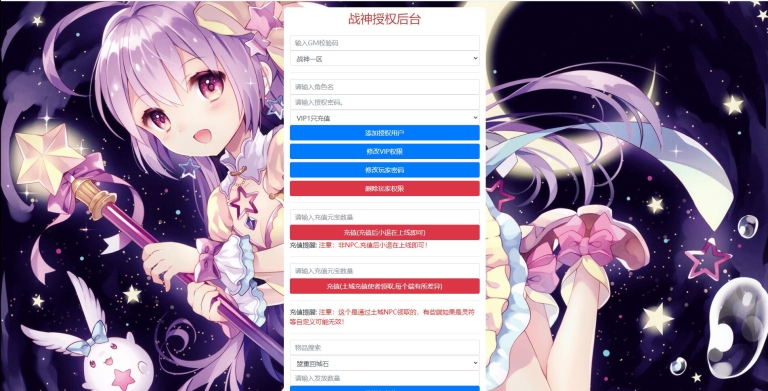 战神授权后台
输入GM校验码
战神一区
请输入角色名
请输入授权密码。
VIP1只充值
添加授权用户
修改VIP权限
修改玩家密码
删除玩家权限
请输入充值元宝数量
充值(充值后小退在上线即可)
充值提醒: 注意：非NPC,充值后小退在上线即可!
请输入充值元宝数量
充值(土城充值使者领取,每个端有所差异)
充值提醒: 注意：这个是通过土城NPC领取的，有些端如果是灵符
等自定义可能无效!
物品搜索
盟重回城石
请输入发放数量